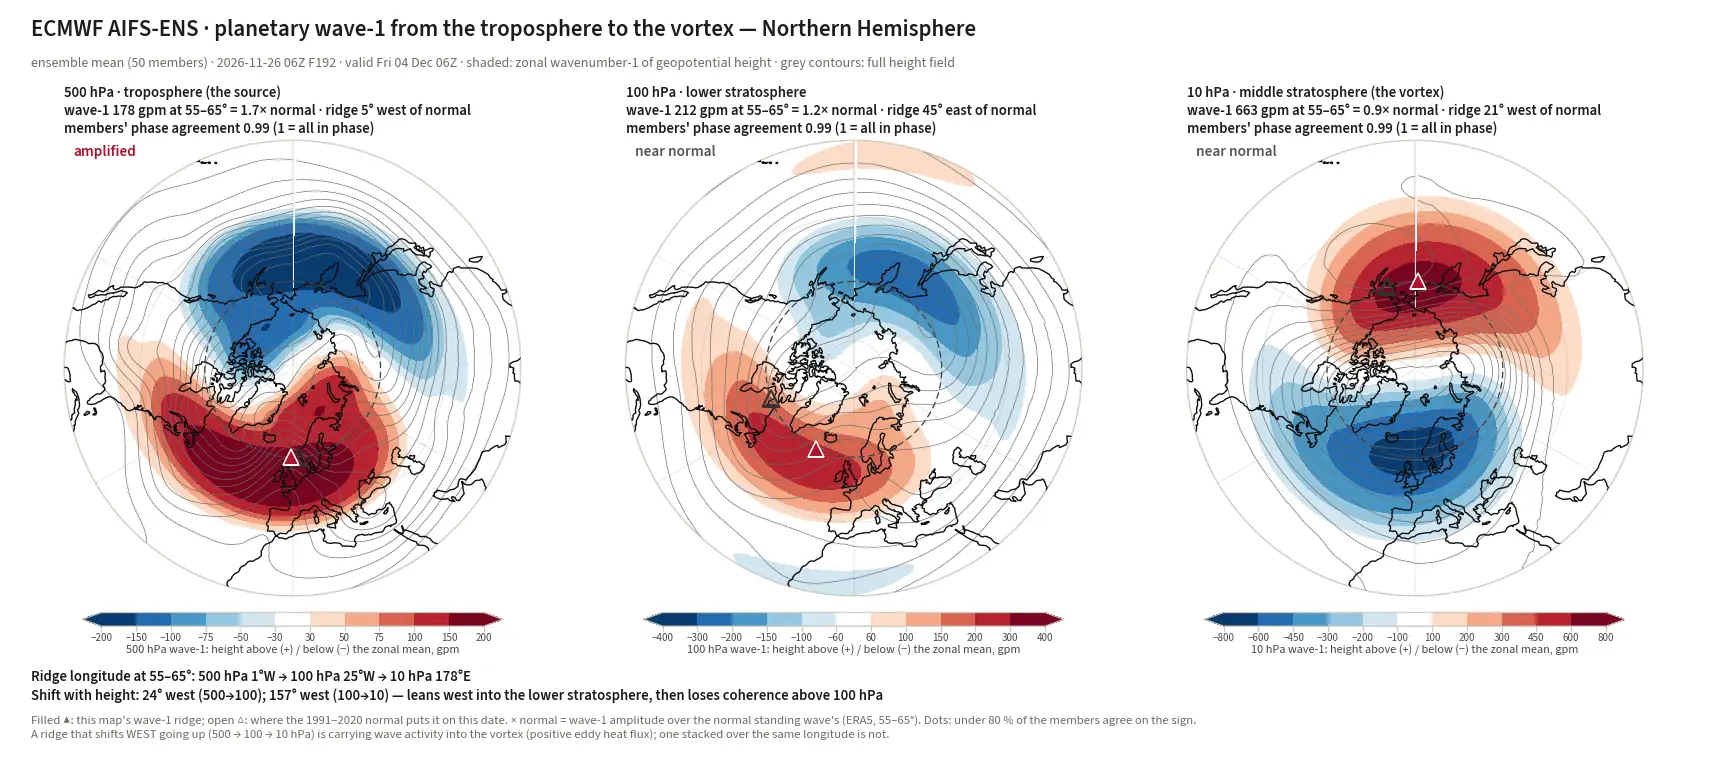 ECMWF AIFS-ENS · planetary wave-1 from the troposphere to the vortex — Northern Hemisphere
ensemble mean (50 members) · 2026-11-26 06Z F192 · valid Fri 04 Dec 06Z · shaded: zonal wavenumber-1 of geopotential height · grey contours: full height field
500 hPa · troposphere (the source)
wave-1 178 gpm at 55–65° = 1.7× normal · ridge 5° west of normal
members' phase agreement 0.99 (1 = all in phase)
amplified
100 hPa · lower stratosphere
wave-1 212 gpm at 55–65° = 1.2× normal · ridge 45° east of normal
members' phase agreement 0.99 (1 = all in phase)
near normal
10 hPa · middle stratosphere (the vortex)
wave-1 663 gpm at 55–65° = 0.9× normal · ridge 21° west of normal
members' phase agreement 0.99 (1 = all in phase)
near normal
−200 −150 −100 −75 −50 −30 30 50 75 100 150 200
500 hPa wave-1: height above (+) / below (−) the zonal mean, gpm
−400 −300 −200 −150 −100 −60 60 100 150 200 300 400
100 hPa wave-1: height above (+) / below (−) the zonal mean, gpm
−800 −600 −450 −300 −200 −100 100 200 300 450 600 800
10 hPa wave-1: height above (+) / below (−) the zonal mean, gpm
Ridge longitude at 55–65°: 500 hPa 1°W → 100 hPa 25°W → 10 hPa 178°E
Shift with height: 24° west (500→100); 157° west (100→10) — leans west into the lower stratosphere, then loses coherence above 100 hPa
Filled ▲: this map's wave-1 ridge; open △: where the 1991–2020 normal puts it on this date. × normal = wave-1 amplitude over the normal standing wave's (ERA5, 55–65°). Dots: under 80 % of the members agree on the sign.
A ridge that shifts WEST going up (500 → 100 → 10 hPa) is carrying wave activity into the vortex (positive eddy heat flux); one stacked over the same longitude is not.